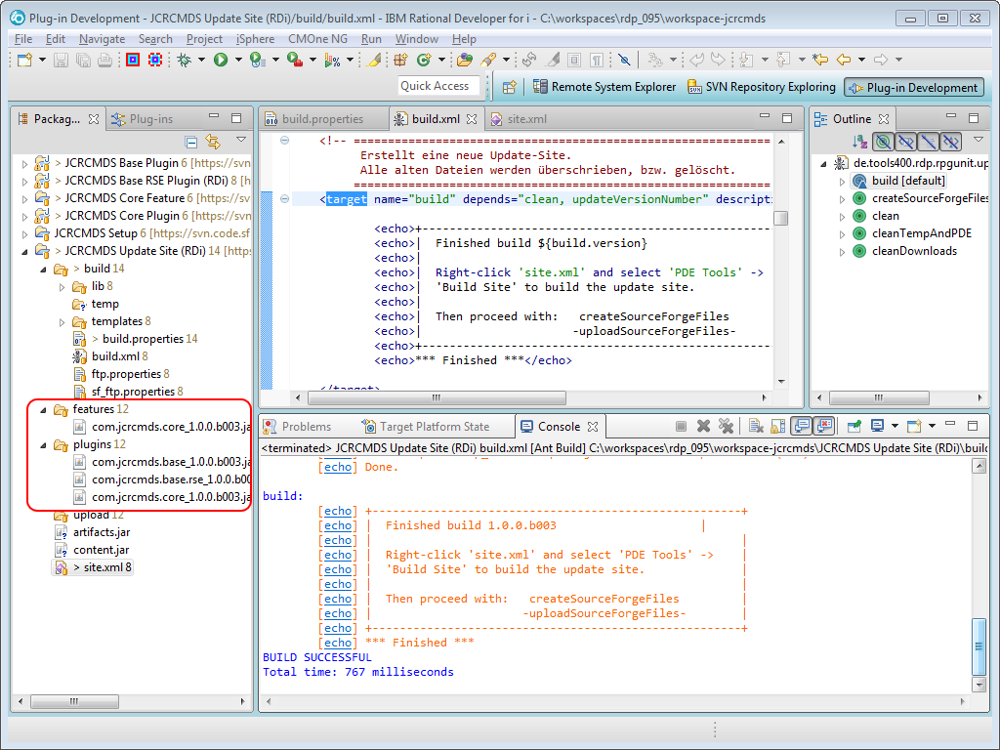 Plug-in Development - JCRCMDS Update Site (RDi)/build/build.xml - IBM Rational Developer for i - C:\workspaces\rdp_095\workspace-jcrcmds
File Edit Navigate Search Project iSphere CMOne NG Run Window Help
Quick Access
Remote System Explorer
SVN Repository Exploring
Plug-in Development
Packag...
Plug-ins
> JCRCMDS Base Plugin 6 [https://svn
> JCRCMDS Base RSE Plugin (RDi) 8 [h
> JCRCMDS Core Feature 6 [https://sv
> JCRCMDS Core Plugin 6 [https://svn.
JCRCMDS Setup 6 [https://svn.code.sf
> JCRCMDS Update Site (RDi) 14 [https
> build 14
lib 8
temp
templates 8
> build.properties 14
build.xml 8
ftp.properties 8
sf_ftp.properties 8
features 12
com.jcrcmds.core_1.0.0.b003.ja
plugins 12
com.jcrcmds.base_1.0.0.b003.ja
com.jcrcmds.base.rse_1.0.0.b00
com.jcrcmds.core_1.0.0.b003.ja
upload 12
artifacts.jar
content.jar
> site.xml 8
build.properties
build.xml
site.xml
<!-- =============================================================
Erstellt eine neue Update-Site.
Alle alten Dateien werden überschrieben, bzw. gelöscht.
=============================================================
<target name="build" depends="clean, updateVersionNumber" descripti
<echo>+---------------------------------------------------
<echo>|  Finished build ${build.version}
<echo>|
<echo>|  Right-click 'site.xml' and select 'PDE Tools' ->
<echo>|  'Build Site' to build the update site.
<echo>|
<echo>|  Then proceed with:   createSourceForgeFiles
<echo>|                      -uploadSourceForgeFiles-
<echo>+---------------------------------------------------
<echo>*** Finished ***</echo>
</target>
Outline
de.tools400.rdp.rpgunit.up
build [default]
createSourceForgeFiles
clean
cleanTempAndPDE
cleanDownloads
Problems
Target Platform State
Console
<terminated> JCRCMDS Update Site (RDi) build.xml [Ant Build] C:\workspaces\rdp_095\workspace-jcrcmds\JCRCMDS Update Site (RDi)\build
[echo] Done.
build:
[echo] +------------------------------------------------------+
[echo] |  Finished build 1.0.0.b003                     |
[echo] |                                                      |
[echo] |  Right-click 'site.xml' and select 'PDE Tools' ->    |
[echo] |  'Build Site' to build the update site.              |
[echo] |                                                      |
[echo] |  Then proceed with:   createSourceForgeFiles         |
[echo] |                      -uploadSourceForgeFiles-        |
[echo] +------------------------------------------------------+
[echo] *** Finished ***
BUILD SUCCESSFUL
Total time: 767 milliseconds